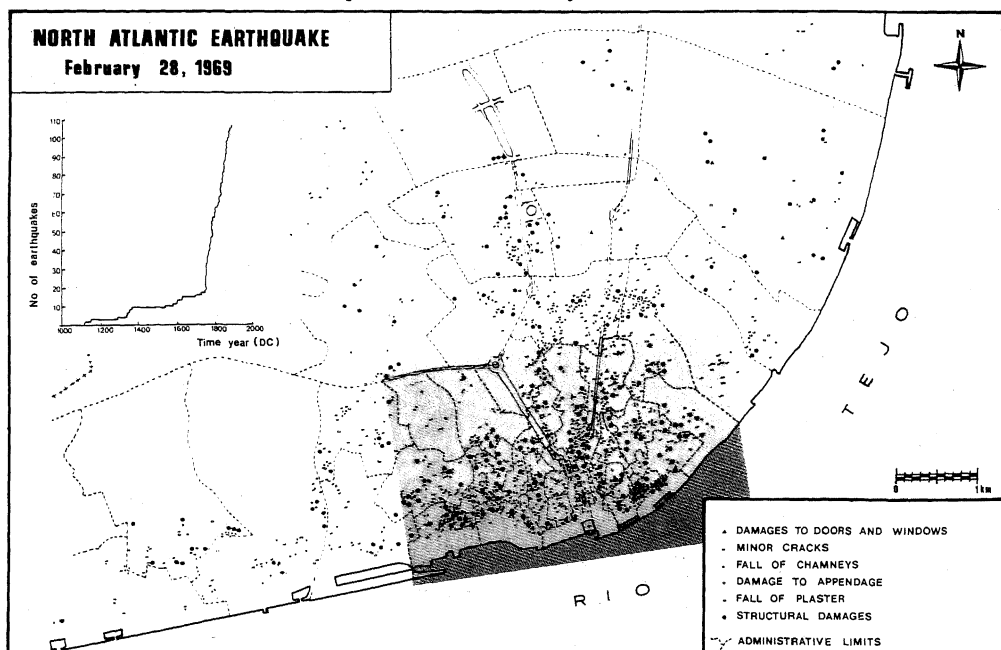 NORTH ATLANTIC EARTHQUAKE
February 28, 1969
N
110
100
90
80
70
60
50
40
30
20
10
No of earthquakes
1000 1200 1400 1600 1800 2000
Time year (DC)
TEJO
RIO
0 1km
DAMAGES TO DOORS AND WINDOWS
MINOR CRACKS
FALL OF CHAMNEYS
DAMAGE TO APPENDAGE
FALL OF PLASTER
STRUCTURAL DAMAGES
ADMINISTRATIVE LIMITS